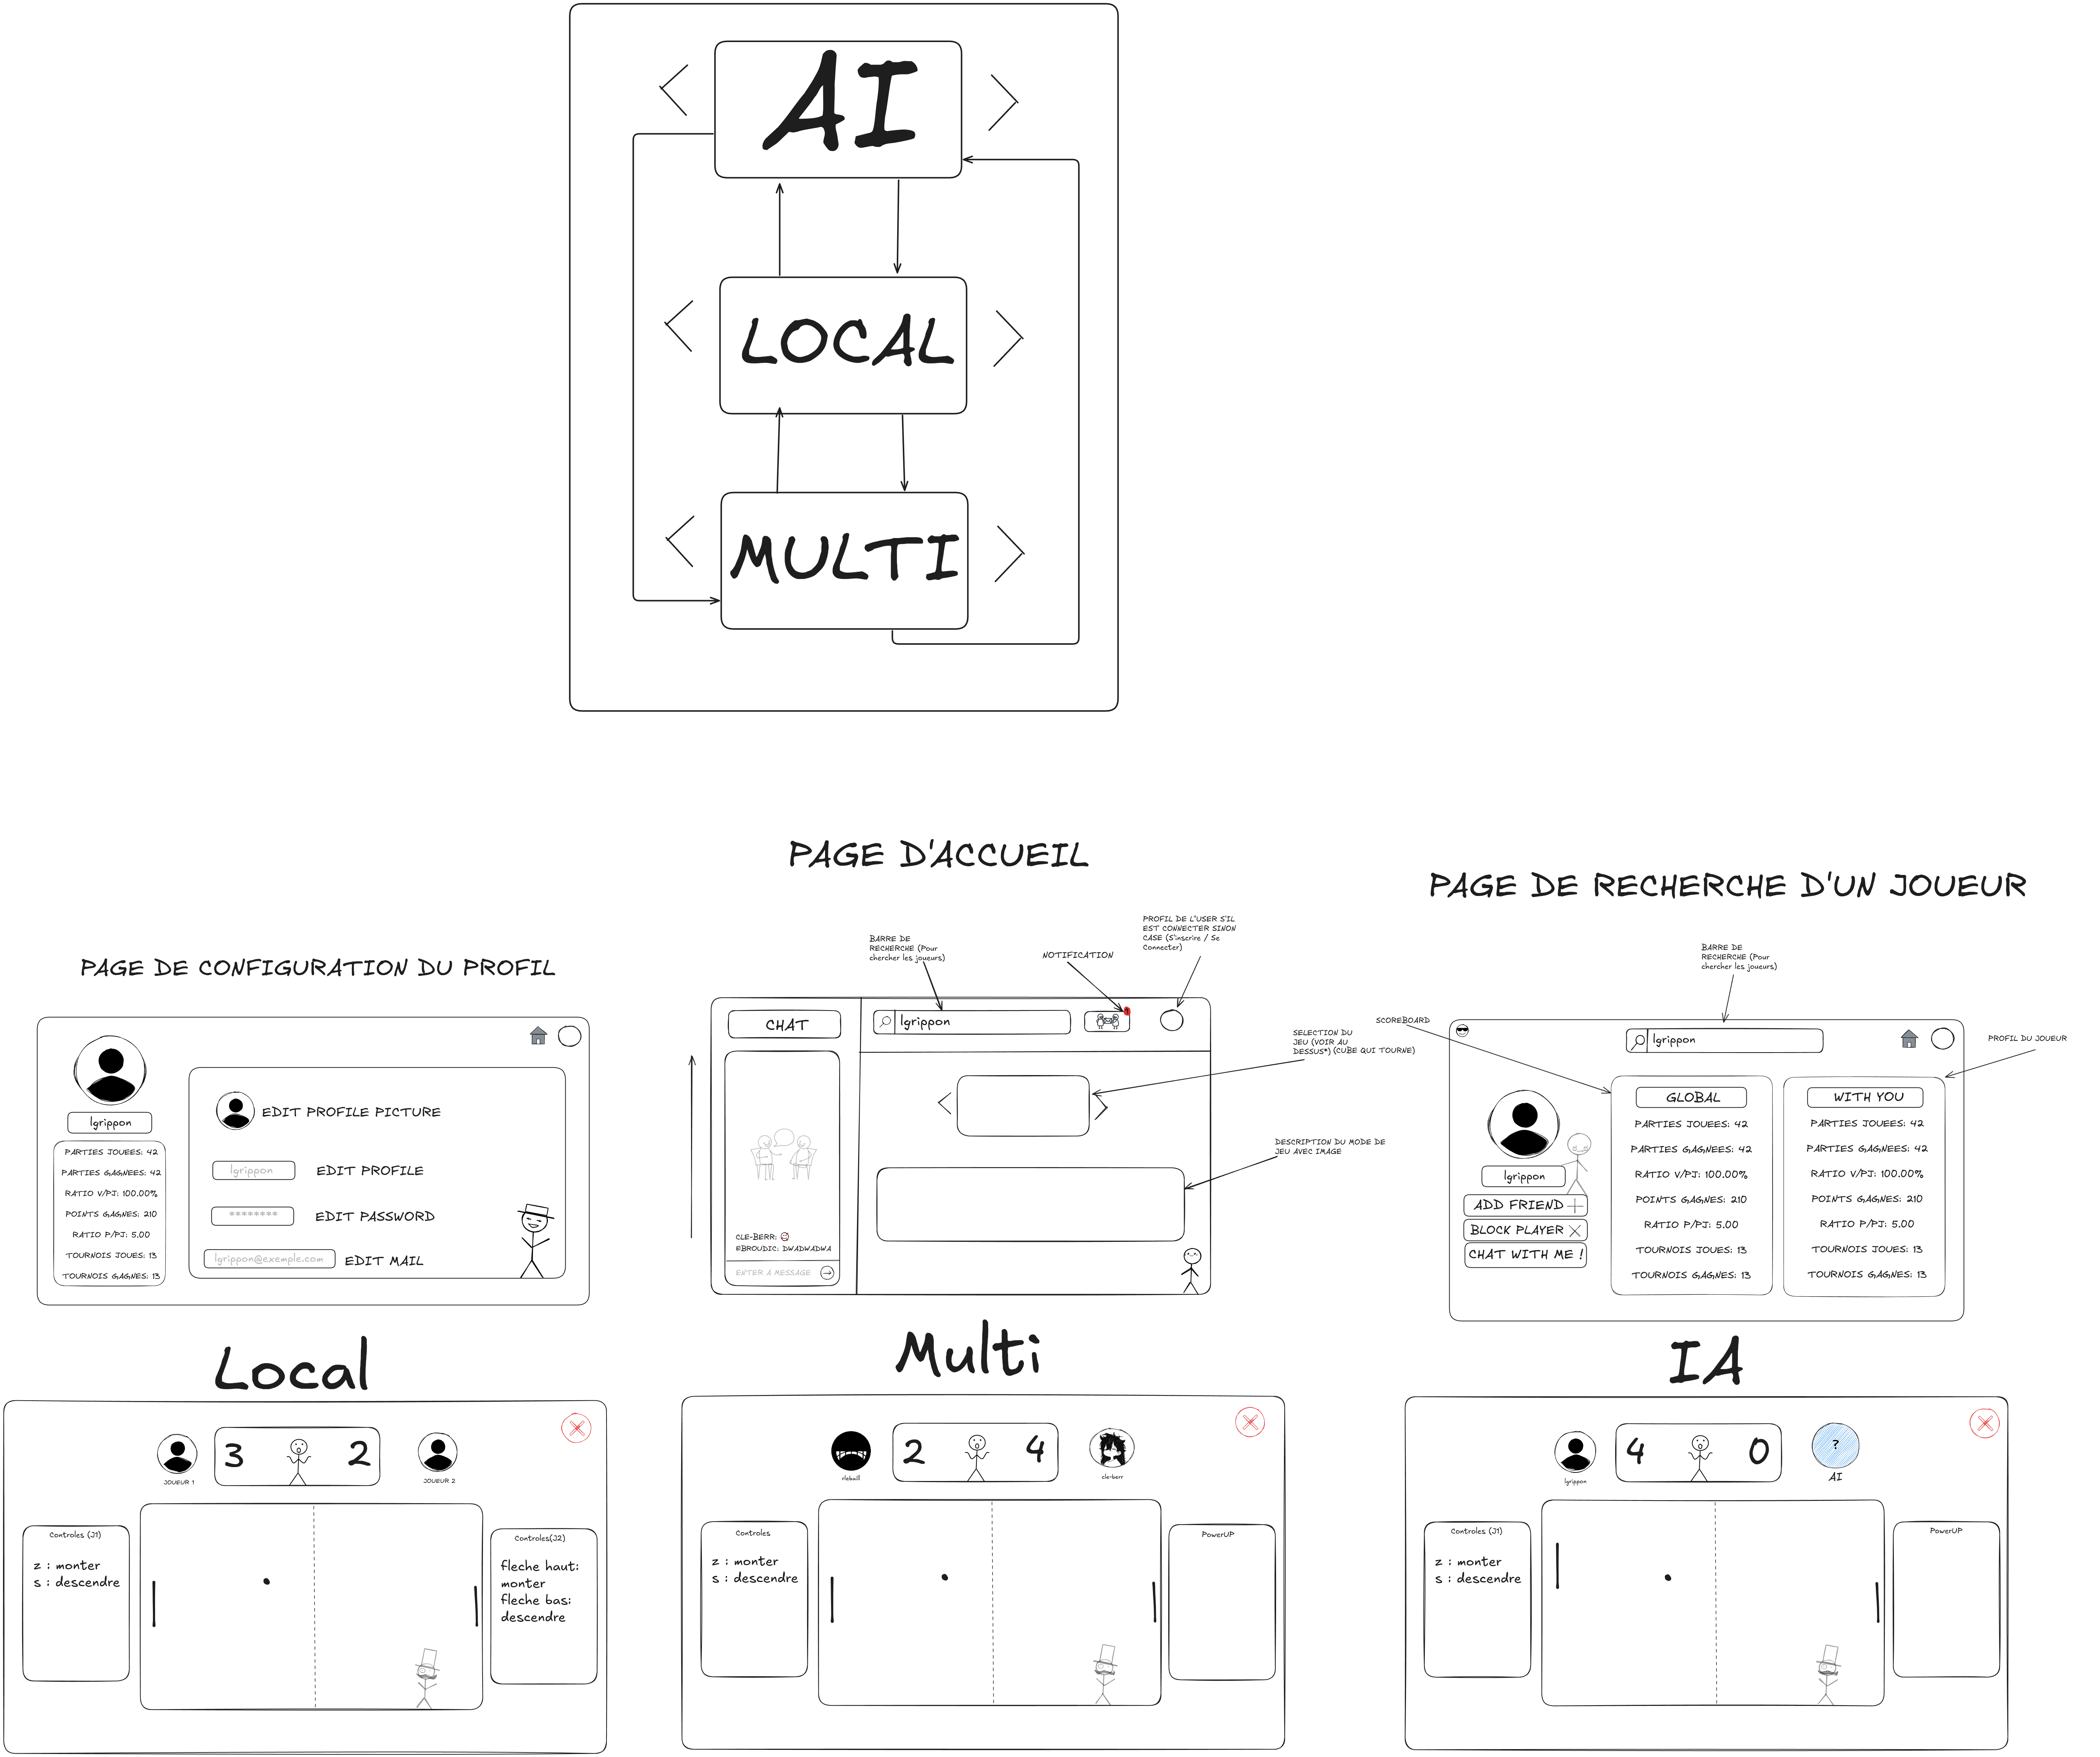 AI
LOCAL
MULTI
PAGE D'ACCUEIL
PAGE DE RECHERCHE D'UN JOUEUR
PAGE DE CONFIGURATION DU PROFIL
lgrippon
PARTIES JOUEES: 42
PARTIES GAGNEES: 42
RATIO V/PJ: 100.00%
POINTS GAGNES: 210
RATIO P/PJ: 5.00
TOURNOIS JOUES: 13
TOURNOIS GAGNES: 13
EDIT PROFILE PICTURE
lgrippon EDIT PROFILE
******** EDIT PASSWORD
lgrippon@exemple.com EDIT MAIL
BARRE DE
RECHERCHE (Pour
chercher les joueurs)
NOTIFICATION
PROFIL DE L'USER S'IL
EST CONNECTER SINON
CASE (S'inscrire / Se
Connecter)
CHAT
lgrippon
1
SELECTION DU
JEU (VOIR AU
DESSUS*) (CUBE QUI TOURNE)
DESCRIPTION DU MODE DE
JEU AVEC IMAGE
CLE-BERR:
EBROUDIC: DWADWADWA
ENTER A MESSAGE
BARRE DE
RECHERCHE (Pour
chercher les joueurs)
SCOREBOARD
PROFIL DU JOUEUR
lgrippon
lgrippon
ADD FRIEND
BLOCK PLAYER
CHAT WITH ME !
GLOBAL
PARTIES JOUEES: 42
PARTIES GAGNEES: 42
RATIO V/PJ: 100.00%
POINTS GAGNES: 210
RATIO P/PJ: 5.00
TOURNOIS JOUES: 13
TOURNOIS GAGNES: 13
WITH YOU
PARTIES JOUEES: 42
PARTIES GAGNEES: 42
RATIO V/PJ: 100.00%
POINTS GAGNES: 210
RATIO P/PJ: 5.00
TOURNOIS JOUES: 13
TOURNOIS GAGNES: 13
Local
3 2
JOUEUR 1
JOUEUR 2
Controles (J1)
z : monter
s : descendre
Controles(J2)
fleche haut:
monter
fleche bas:
descendre
Multi
2 4
rlebaill
cle-berr
Controles
z : monter
s : descendre
PowerUP
IA
4 0
?
lgrippon
AI
Controles (J1)
z : monter
s : descendre
PowerUP